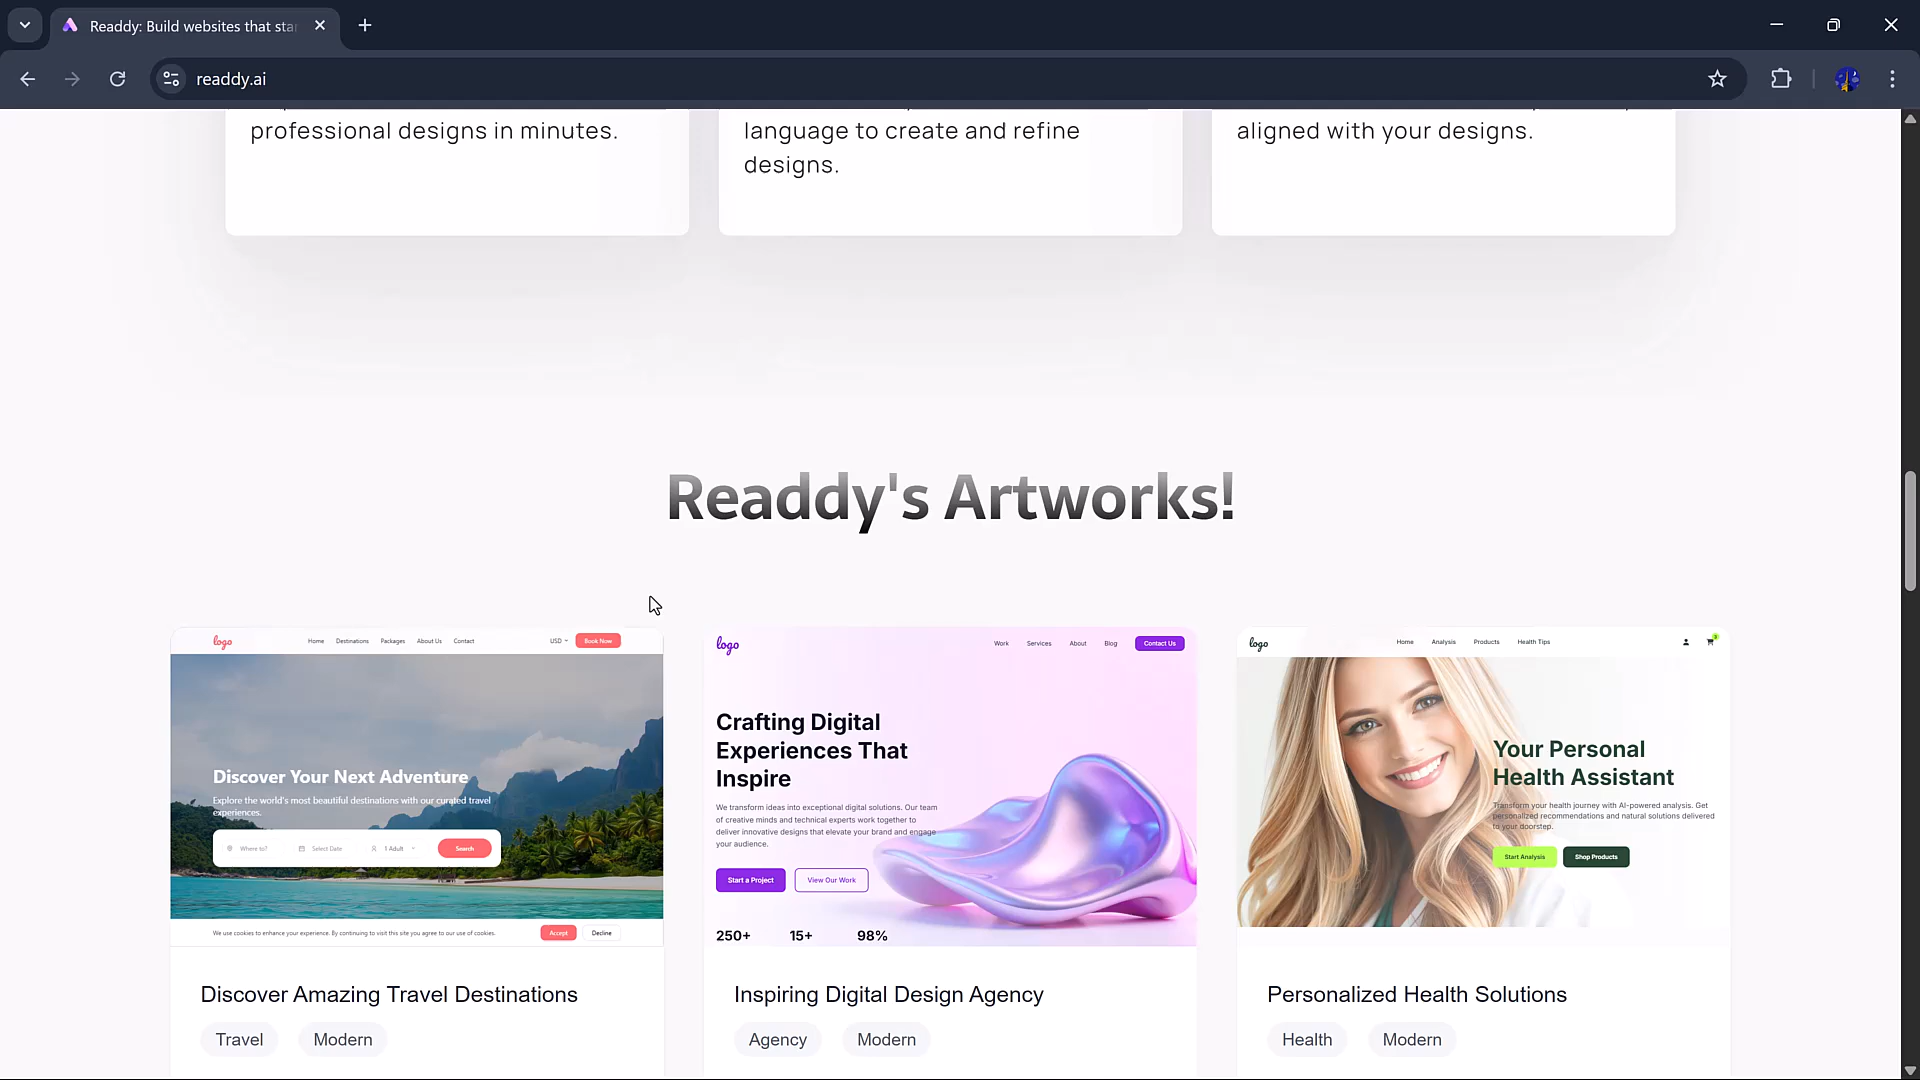 Readdy: Build websites that sta
readdy.ai
professional designs in minutes.
language to create and refine
designs.
aligned with your designs.
Readdy's Artworks!
logo
Home Destinations Packages About Us Contact
USD
Book Now
Discover Your Next Adventure
Explore the world's most beautiful destinations with our curated travel
experiences.
Where to?
Select Date
1 Adult
Search
We use cookies to enhance your experience. By continuing to visit this site you agree to our use of cookies.
Accept
Decline
Discover Amazing Travel Destinations
Travel
Modern
logo
Work Services About Blog
Contact Us
Crafting Digital
Experiences That
Inspire
We transform ideas into exceptional digital solutions. Our team
of creative minds and technical experts work together to
deliver innovative designs that elevate your brand and engage
your audience.
Start a Project
View Our Work
250+ 15+ 98%
Inspiring Digital Design Agency
Agency
Modern
logo
Home Analysis Products Health Tips
Your Personal
Health Assistant
Transform your health journey with AI-powered analysis. Get
personalized recommendations and natural solutions delivered
to your doorstep.
Start Analysis
Shop Products
Personalized Health Solutions
Health
Modern